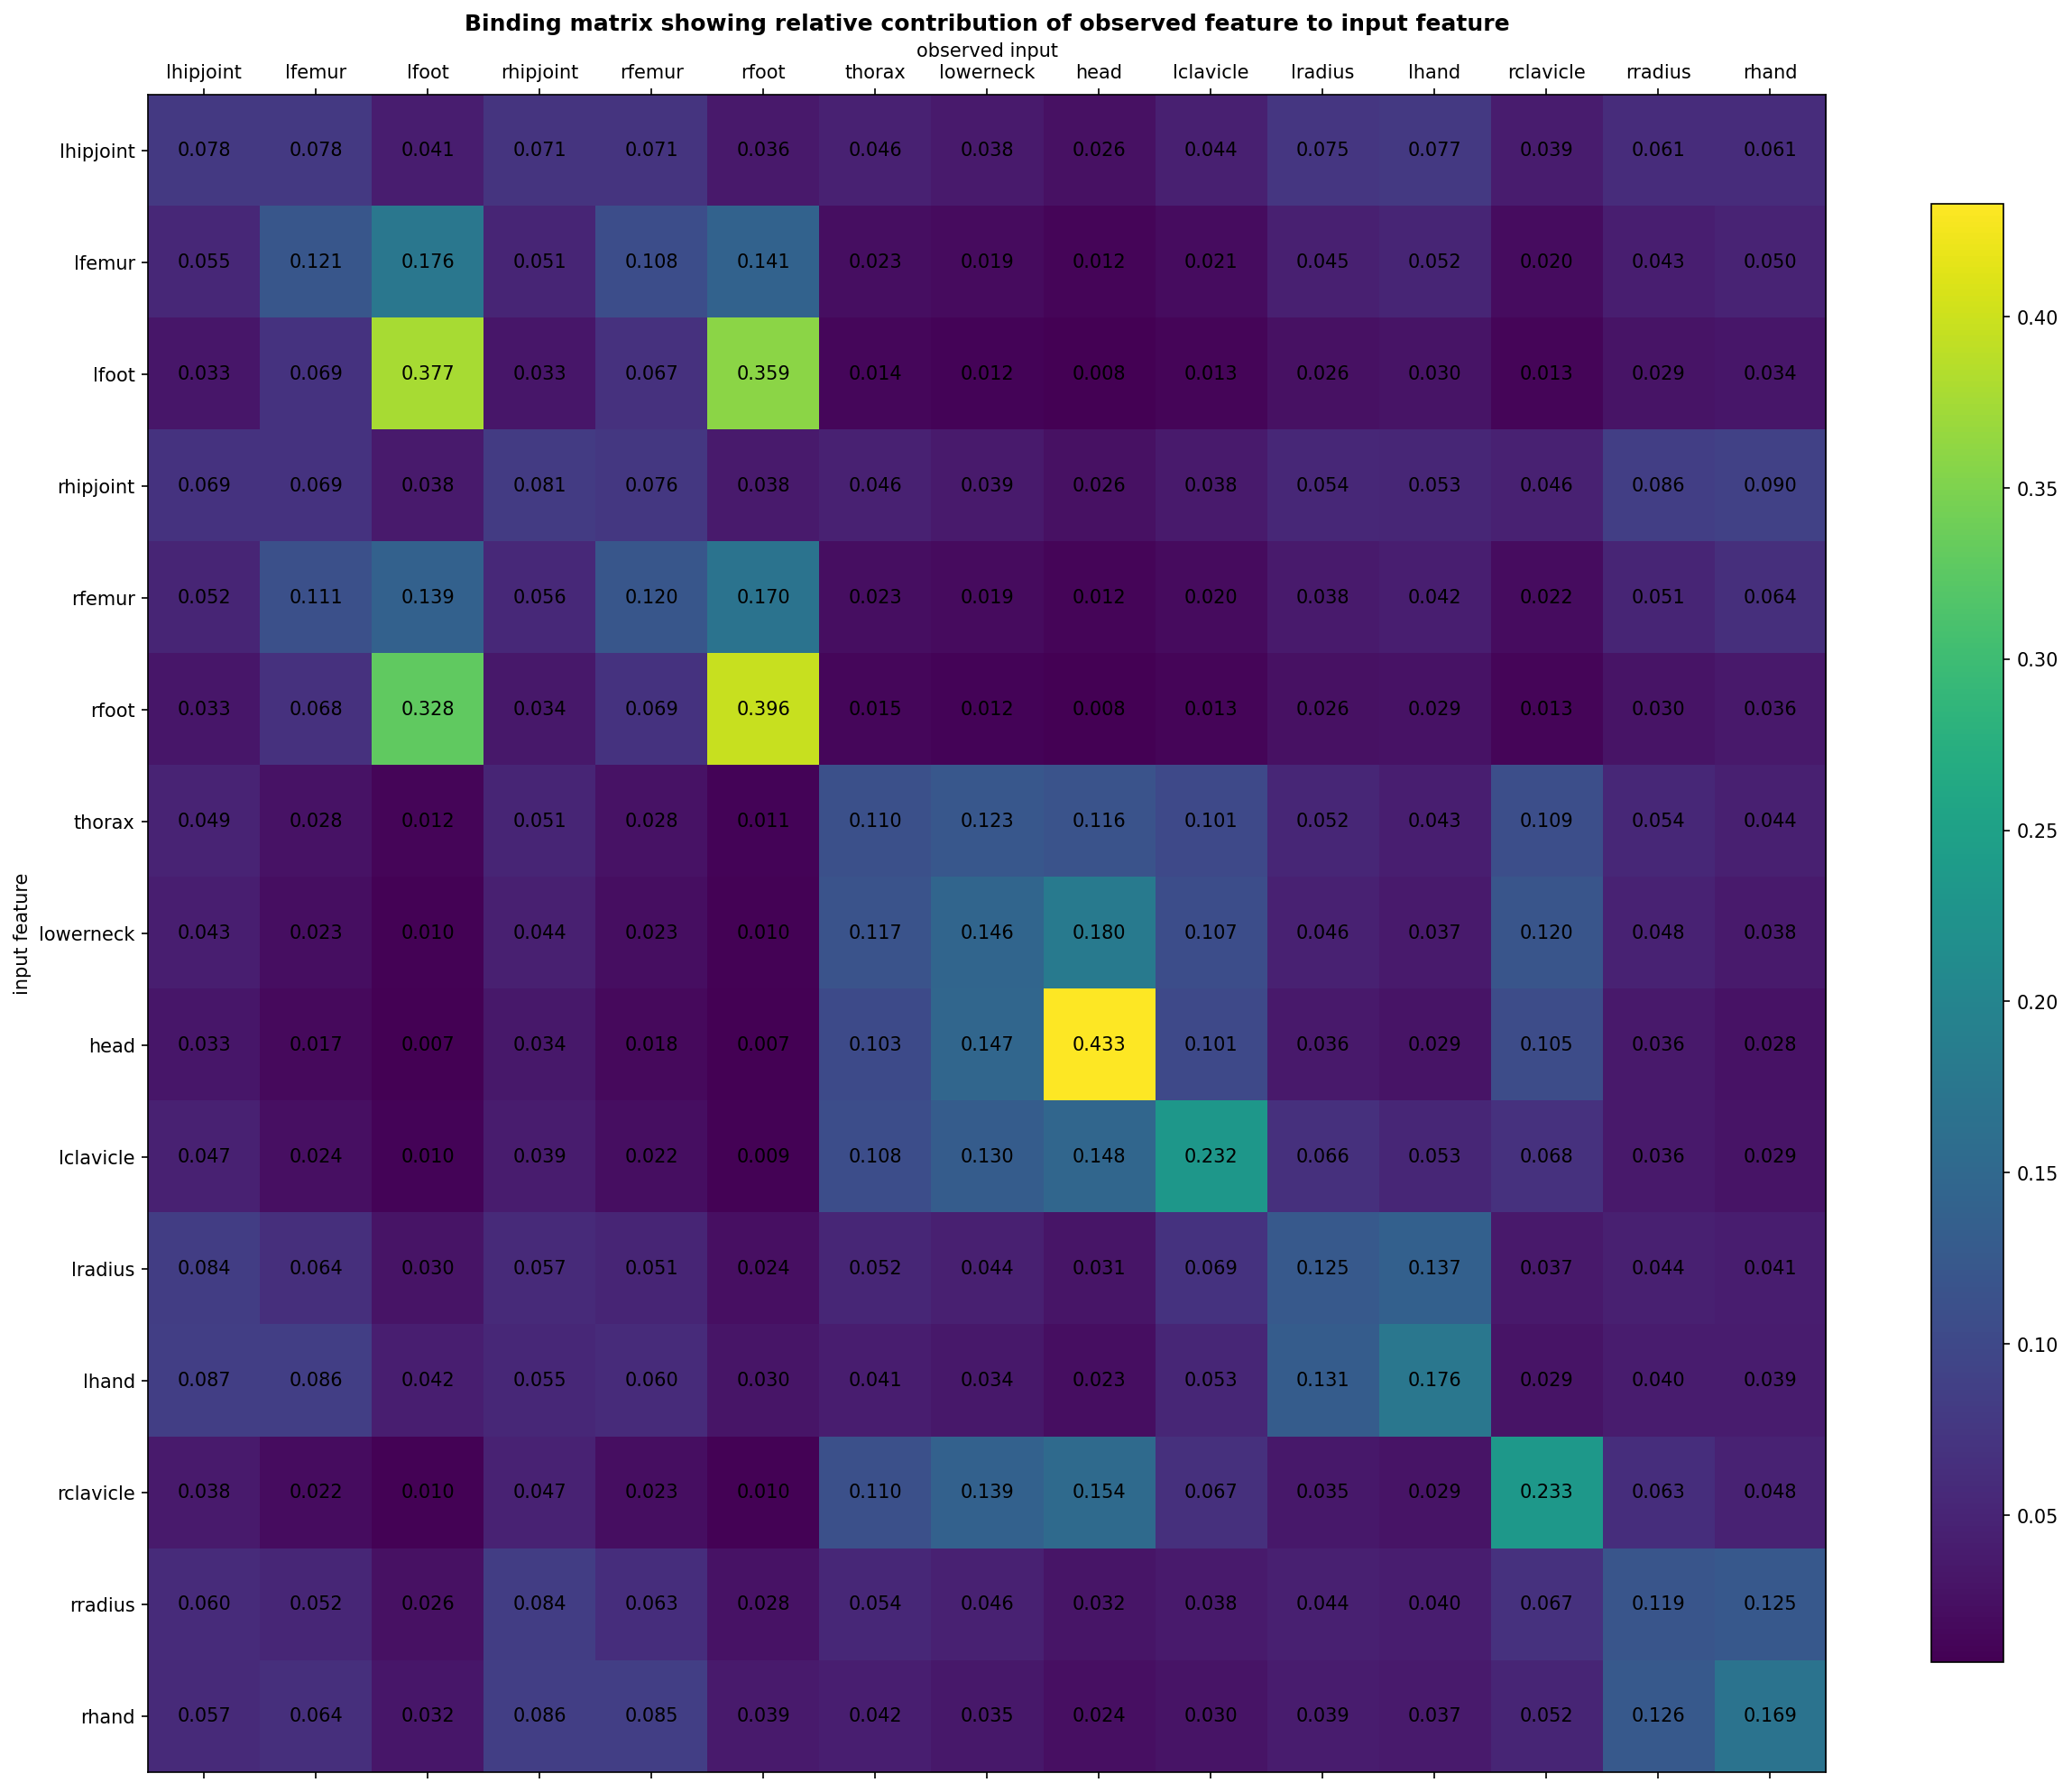 Binding matrix showing relative contribution of observed feature to input feature
observed input
lhipjoint lfemur lfoot rhipjoint rfemur rfoot thorax lowerneck head lclavicle lradius lhand rclavicle rradius rhand
lhipjoint 0.078 0.078 0.041 0.071 0.071 0.036 0.046 0.038 0.026 0.044 0.075 0.077 0.039 0.061 0.061
lfemur 0.055 0.121 0.176 0.051 0.108 0.141 0.023 0.019 0.012 0.021 0.045 0.052 0.020 0.043 0.050
lfoot 0.033 0.069 0.377 0.033 0.067 0.359 0.014 0.012 0.008 0.013 0.026 0.030 0.013 0.029 0.034
rhipjoint 0.069 0.069 0.038 0.081 0.076 0.038 0.046 0.039 0.026 0.038 0.054 0.053 0.046 0.086 0.090
rfemur 0.052 0.111 0.139 0.056 0.120 0.170 0.023 0.019 0.012 0.020 0.038 0.042 0.022 0.051 0.064
rfoot 0.033 0.068 0.328 0.034 0.069 0.396 0.015 0.012 0.008 0.013 0.026 0.029 0.013 0.030 0.036
thorax 0.049 0.028 0.012 0.051 0.028 0.011 0.110 0.123 0.116 0.101 0.052 0.043 0.109 0.054 0.044
lowerneck 0.043 0.023 0.010 0.044 0.023 0.010 0.117 0.146 0.180 0.107 0.046 0.037 0.120 0.048 0.038
head 0.033 0.017 0.007 0.034 0.018 0.007 0.103 0.147 0.433 0.101 0.036 0.029 0.105 0.036 0.028
lclavicle 0.047 0.024 0.010 0.039 0.022 0.009 0.108 0.130 0.148 0.232 0.066 0.053 0.068 0.036 0.029
lradius 0.084 0.064 0.030 0.057 0.051 0.024 0.052 0.044 0.031 0.069 0.125 0.137 0.037 0.044 0.041
lhand 0.087 0.086 0.042 0.055 0.060 0.030 0.041 0.034 0.023 0.053 0.131 0.176 0.029 0.040 0.039
rclavicle 0.038 0.022 0.010 0.047 0.023 0.010 0.110 0.139 0.154 0.067 0.035 0.029 0.233 0.063 0.048
rradius 0.060 0.052 0.026 0.084 0.063 0.028 0.054 0.046 0.032 0.038 0.044 0.040 0.067 0.119 0.125
rhand 0.057 0.064 0.032 0.086 0.085 0.039 0.042 0.035 0.024 0.030 0.039 0.037 0.052 0.126 0.169
input feature
0.40
0.35
0.30
0.25
0.20
0.15
0.10
0.05